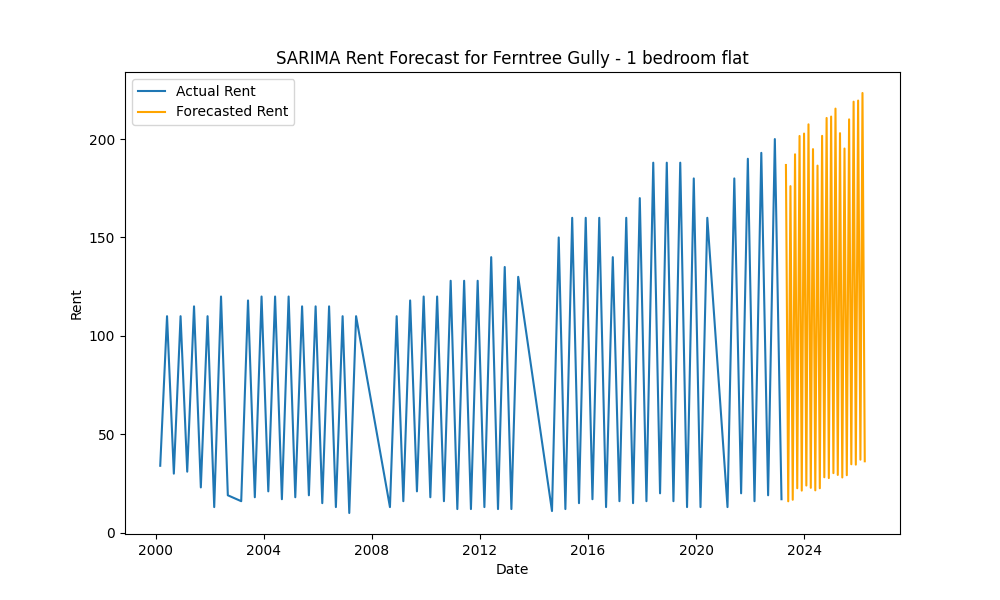 SARIMA Rent Forecast for Ferntree Gully - 1 bedroom flat
Actual Rent
Forecasted Rent
200
150
100
50
0
Rent
2000 2004 2008 2012 2016 2020 2024
Date